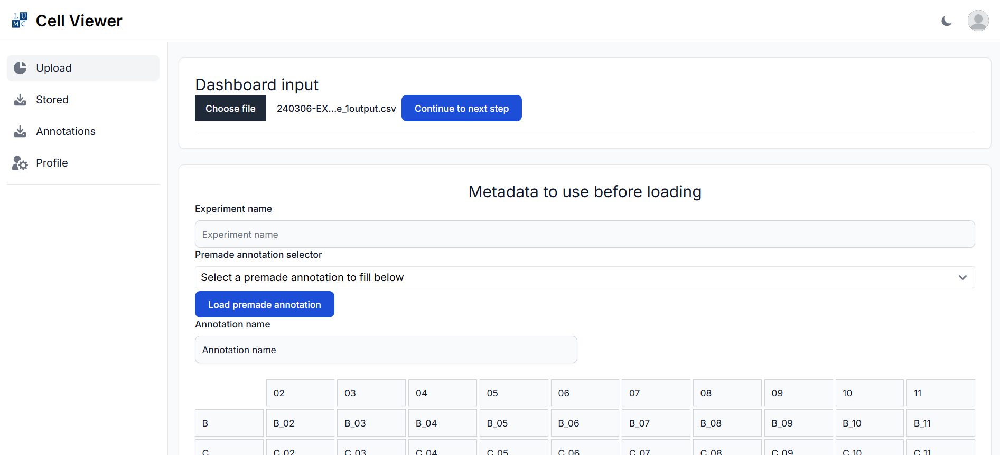 LUMC Cell Viewer
Upload
Stored
Annotations
Profile
Dashboard input
Choose file 240306-EX...e_1output.csv Continue to next step
Metadata to use before loading
Experiment name
Experiment name
Premade annotation selector
Select a premade annotation to fill below
Load premade annotation
Annotation name
Annotation name
02 03 04 05 06 07 08 09 10 11
B B_02 B_03 B_04 B_05 B_06 B_07 B_08 B_09 B_10 B_11
C C_02 C_03 C_04 C_05 C_06 C_07 C_08 C_09 C_10 C_11